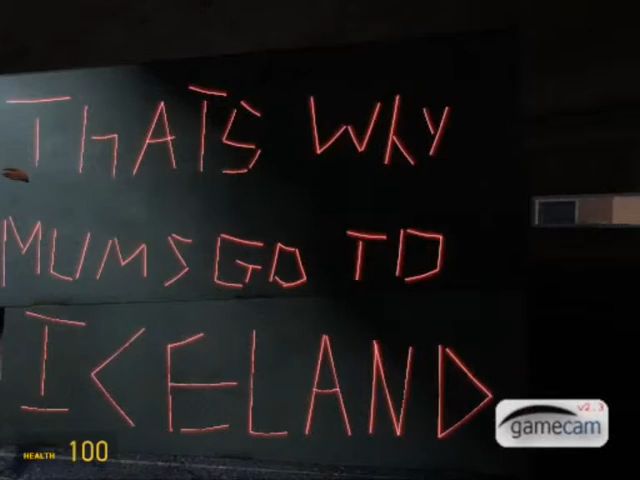 THATS WHY
MUMS GO TO
ICELAND
v2.3
gamecam
HEALTH 100